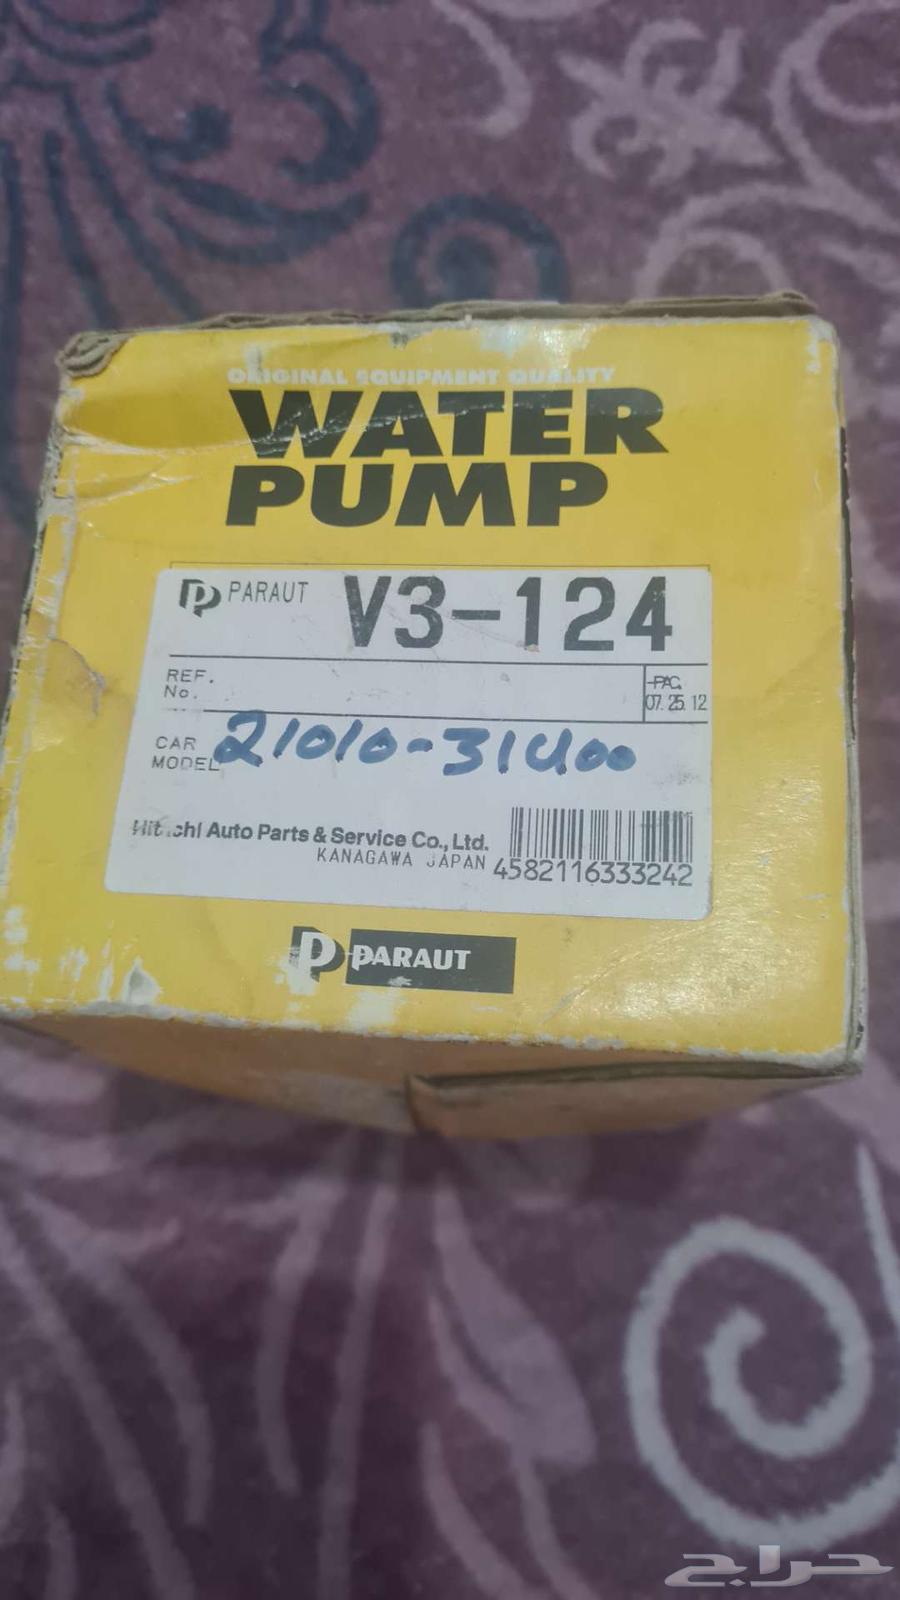 ORIGINAL EQUIPMENT QUALITY
WATER
PUMP
PARAUT V3-124
REF.
No.
PAC.
07.25.12
CAR
MODEL
21010-31U00
Hitachi Auto Parts & Service Co., Ltd.
KANAGAWA JAPAN
4582116333242
PARAUT
حراج